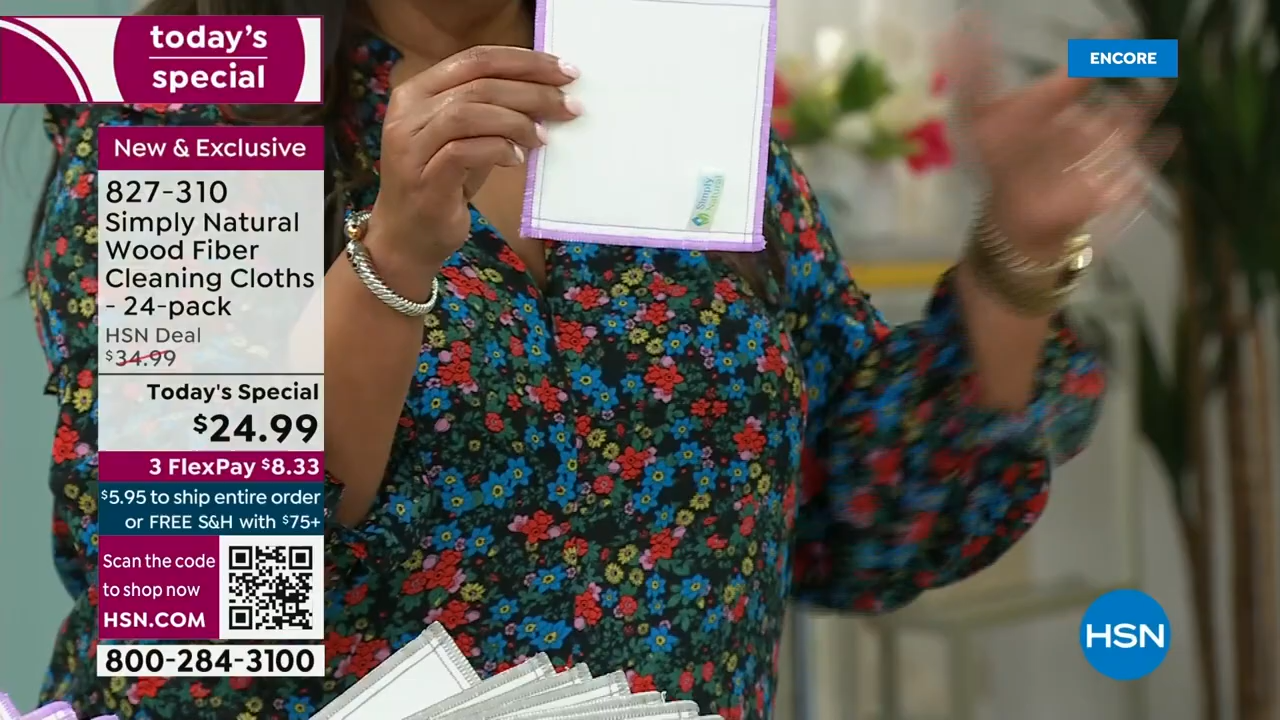 today's
special
ENCORE
New & Exclusive
827-310
Simply Natural
Wood Fiber
Cleaning Cloths
- 24-pack
HSN Deal
$34.99
Today's Special
$24.99
3 FlexPay $8.33
$5.95 to ship entire order
or FREE S&H with $75+
Scan the code
to shop now
HSN.COM
800-284-3100
Simply
Natural
HSN